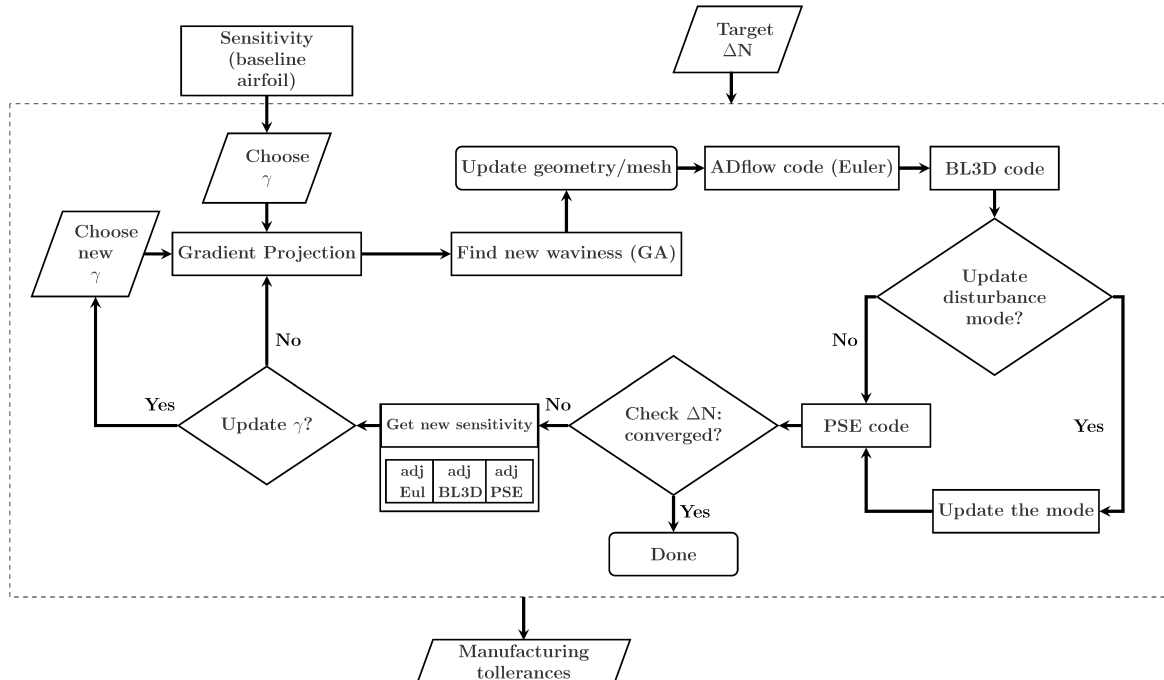 Sensitivity
(baseline
airfoil)
Target
ΔN
Choose
γ
Update geometry/mesh
ADflow code (Euler)
BL3D code
Choose
new
γ
Gradient Projection
Find new waviness (GA)
Update
disturbance
mode?
No
No
Yes
Update γ?
Get new sensitivity
No
Check ΔN:
converged?
PSE code
Yes
adj
Eul
adj
BL3D
adj
PSE
Yes
Update the mode
Done
Manufacturing
tollerances